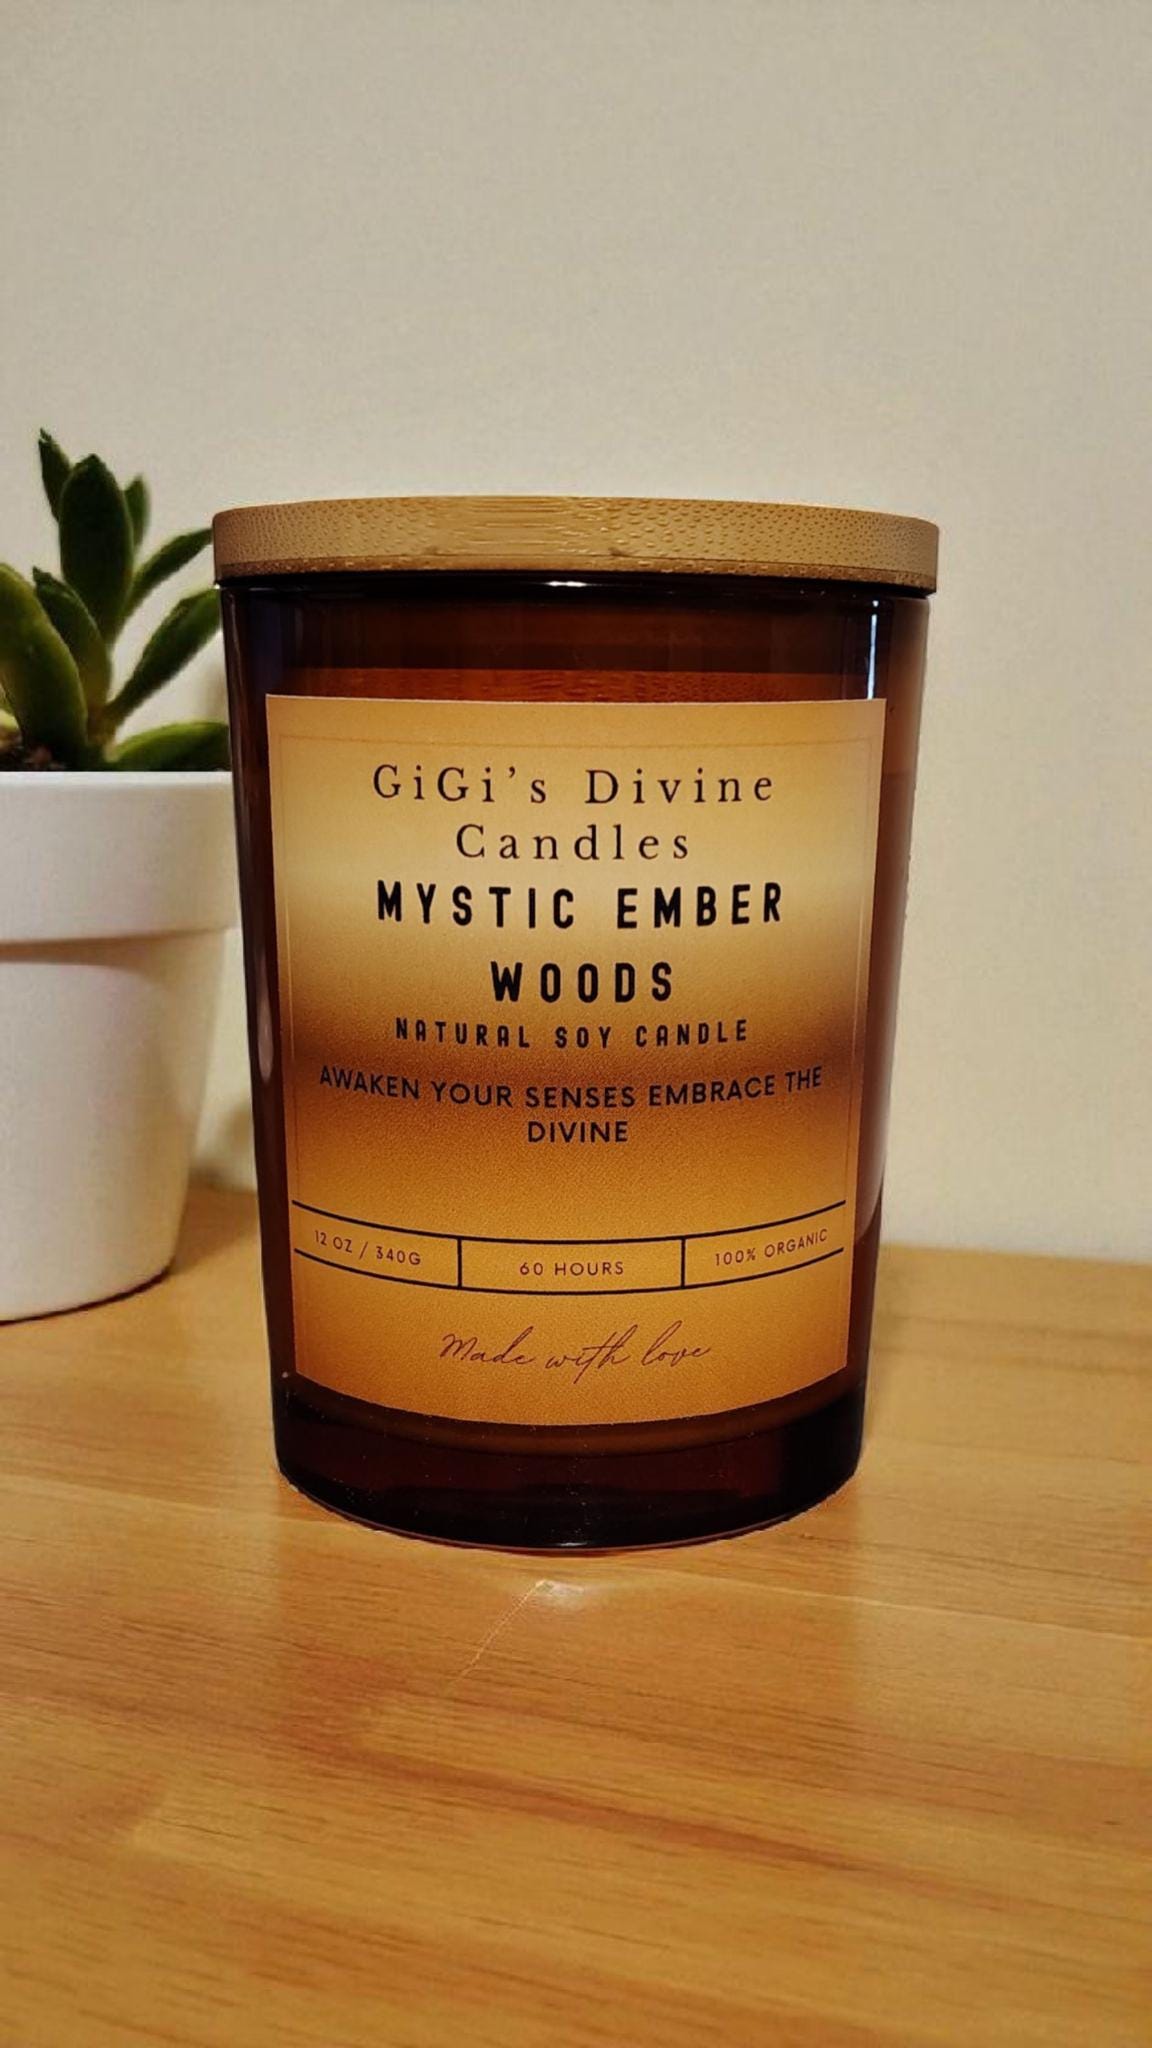 GiGi's Divine
Candles
MYSTIC EMBER
WOODS
NATURAL SOY CANDLE
AWAKEN YOUR SENSES EMBRACE THE
DIVINE
12 OZ / 340G
60 HOURS
100% ORGANIC
Made with love